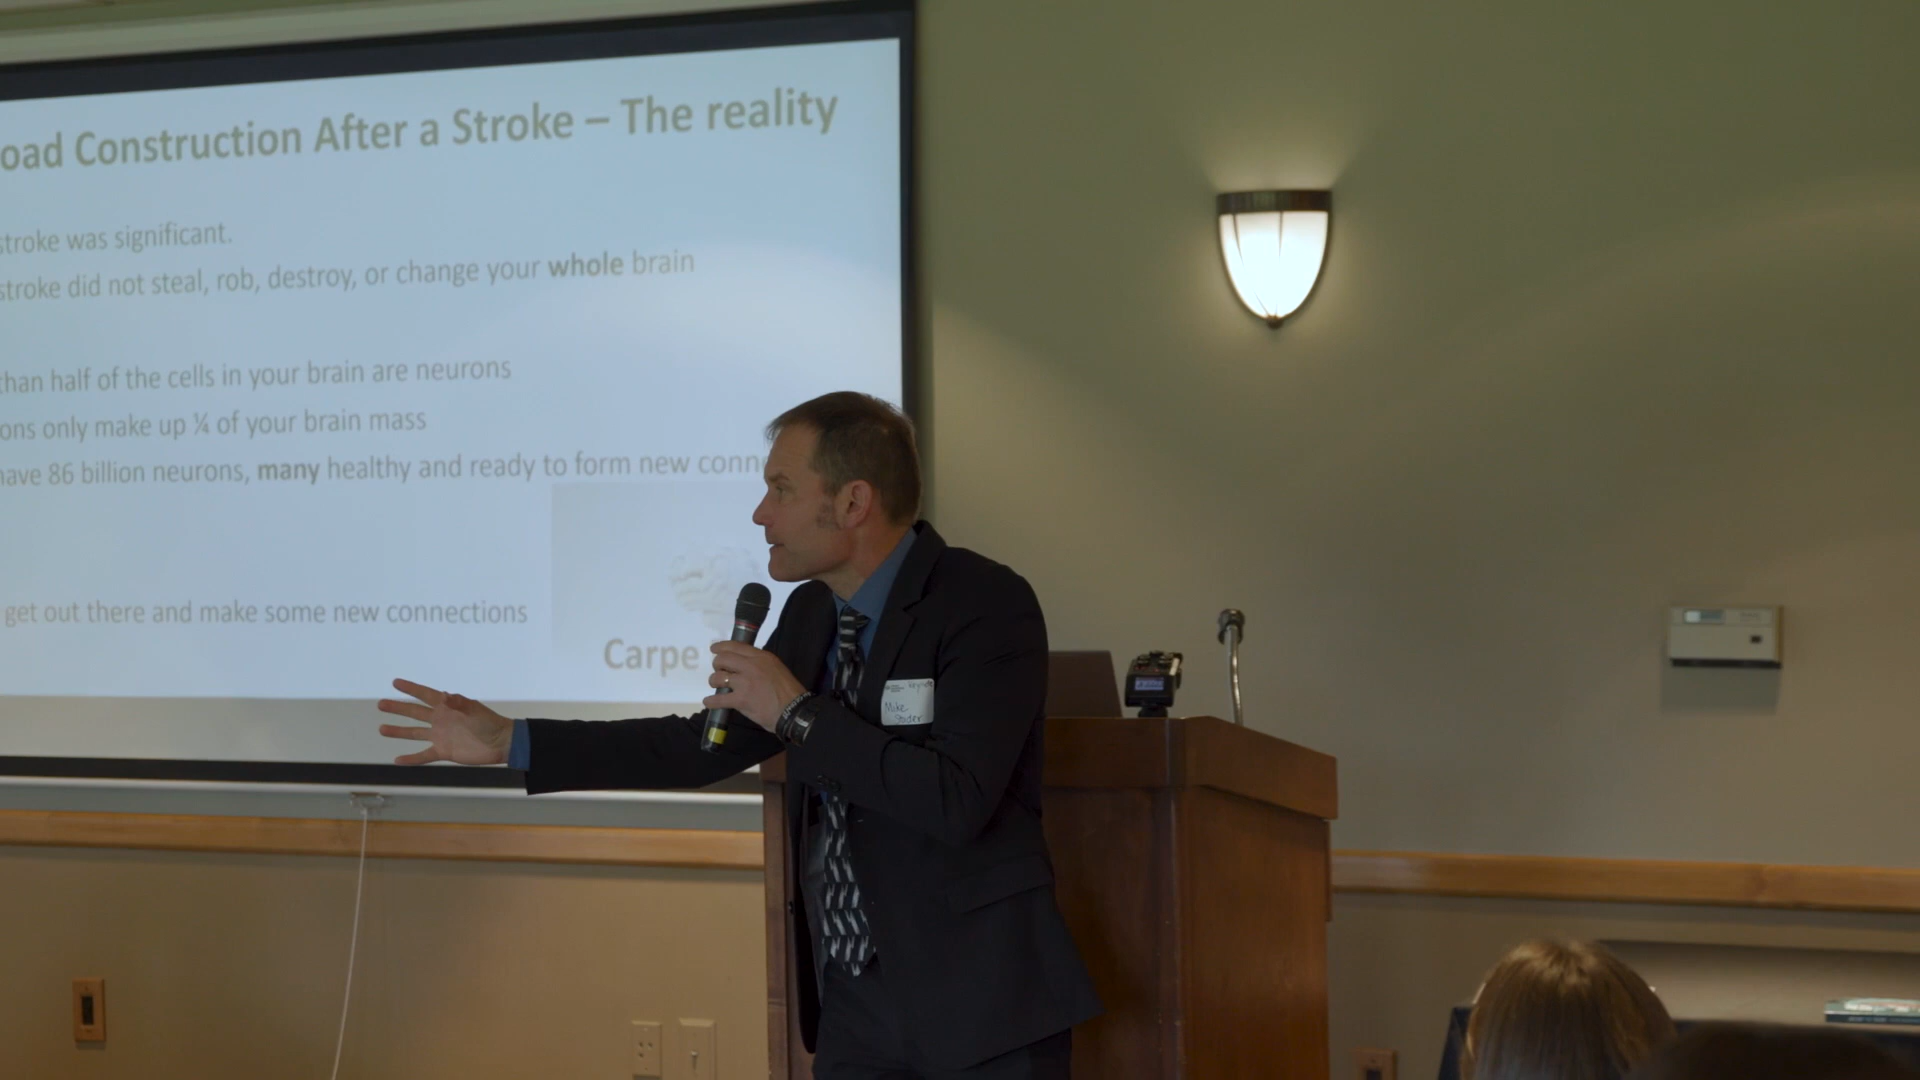 oad Construction After a Stroke – The reality
stroke was significant.
stroke did not steal, rob, destroy, or change your whole brain
than half of the cells in your brain are neurons
ons only make up ¼ of your brain mass
have 86 billion neurons, many healthy and ready to form new conne
get out there and make some new connections
Carpe
Mike